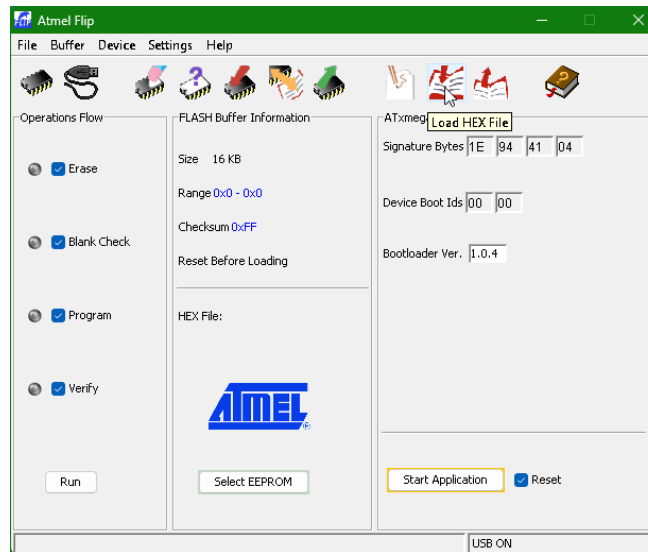 Atmel Flip
File Buffer Device Settings Help
Load HEX File
Operations Flow
Erase
Blank Check
Program
Verify
Run
FLASH Buffer Information
Size 16 KB
Range 0x0 - 0x0
Checksum 0xFF
Reset Before Loading
HEX File:
ATMEL
Select EEPROM
ATxmeg
Signature Bytes 1E 94 41 04
Device Boot Ids 00 00
Bootloader Ver. 1.0.4
Start Application Reset
USB ON